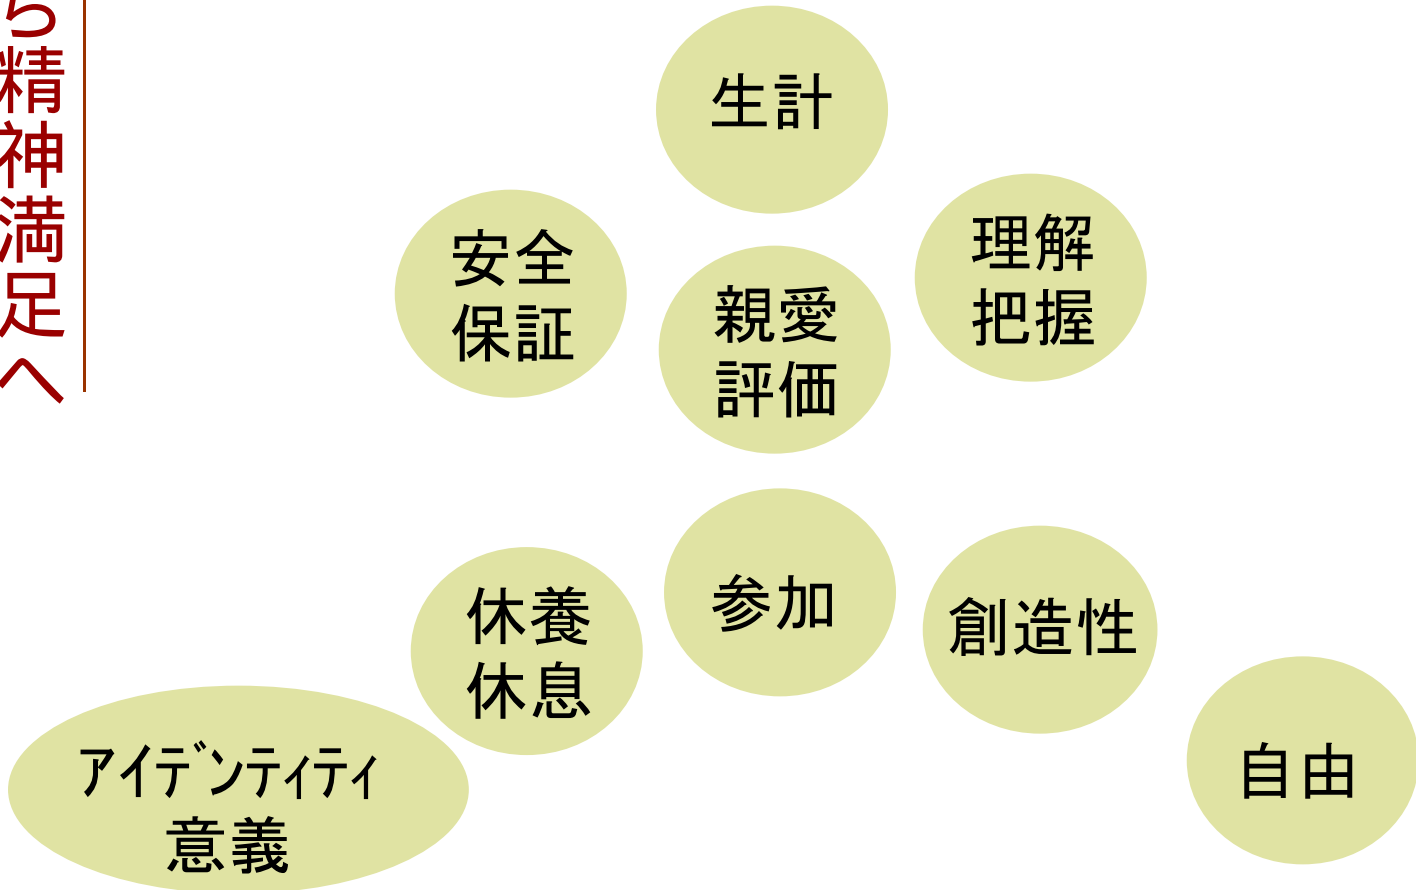 ら精神満足へ
生計
安全
保証
親愛
評価
理解
把握
休養
休息
参加
創造性
ｱｲﾃﾞﾝﾃｨﾃｨ
意義
自由